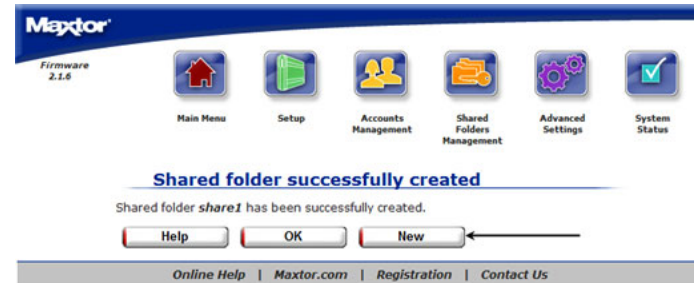 Maxtor
Firmware
2.1.6
Main Menu
Setup
Accounts
Management
Shared
Folders
Management
Advanced
Settings
System
Status
Shared folder successfully created
Shared folder share1 has been successfully created.
Help OK New
Online Help | Maxtor.com | Registration | Contact Us